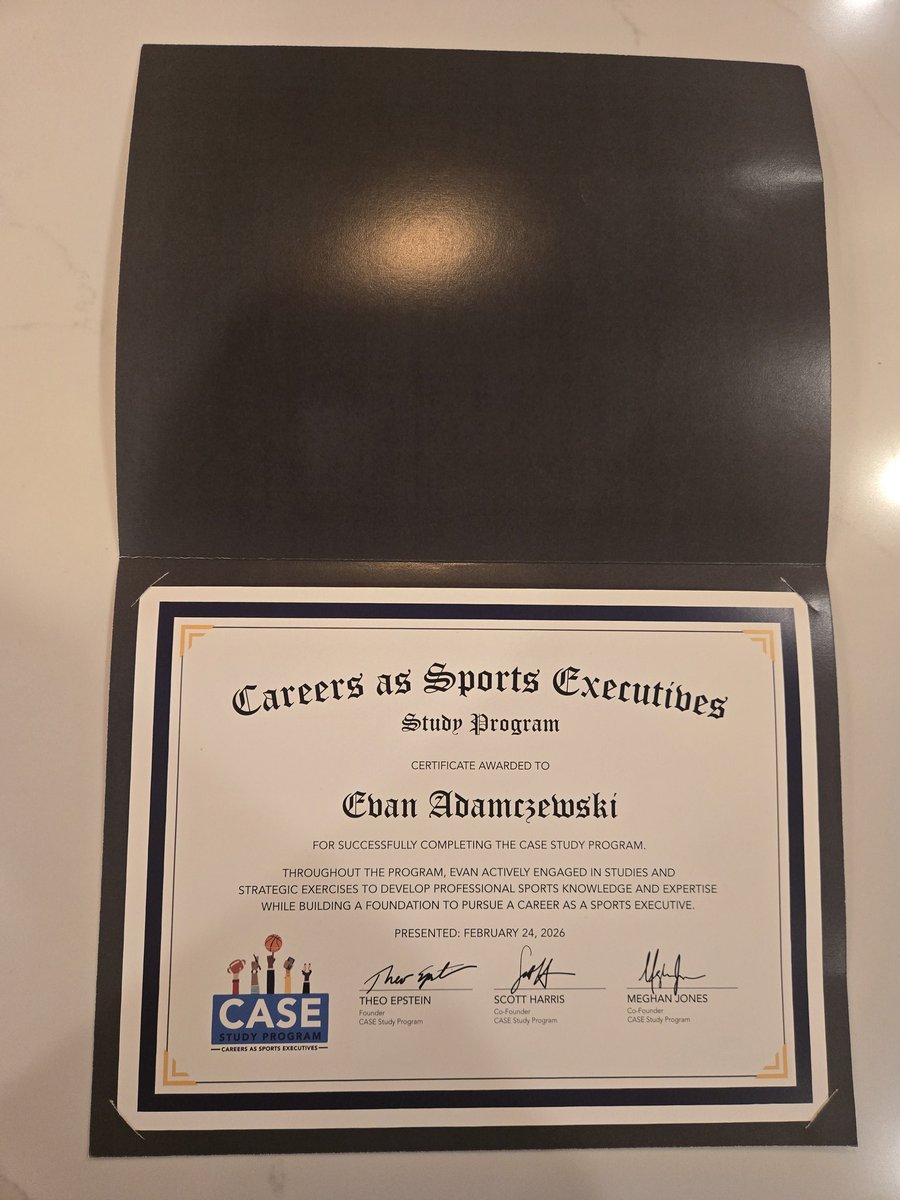 Careers as Sports Executives
Study Program
CERTIFICATE AWARDED TO
Evan Adamczewski
FOR SUCCESSFULLY COMPLETING THE CASE STUDY PROGRAM.
THROUGHOUT THE PROGRAM, EVAN ACTIVELY ENGAGED IN STUDIES AND
STRATEGIC EXERCISES TO DEVELOP PROFESSIONAL SPORTS KNOWLEDGE AND EXPERTISE
WHILE BUILDING A FOUNDATION TO PURSUE A CAREER AS A SPORTS EXECUTIVE.
PRESENTED: FEBRUARY 24, 2026
Theo Epst
THEO EPSTEIN
Founder
CASE Study Program
SCOTT HARRIS
Co-Founder
CASE Study Program
MEGHAN JONES
Co-Founder
CASE Study Program
CASE
STUDY PROGRAM
CAREERS AS SPORTS EXECUTIVES